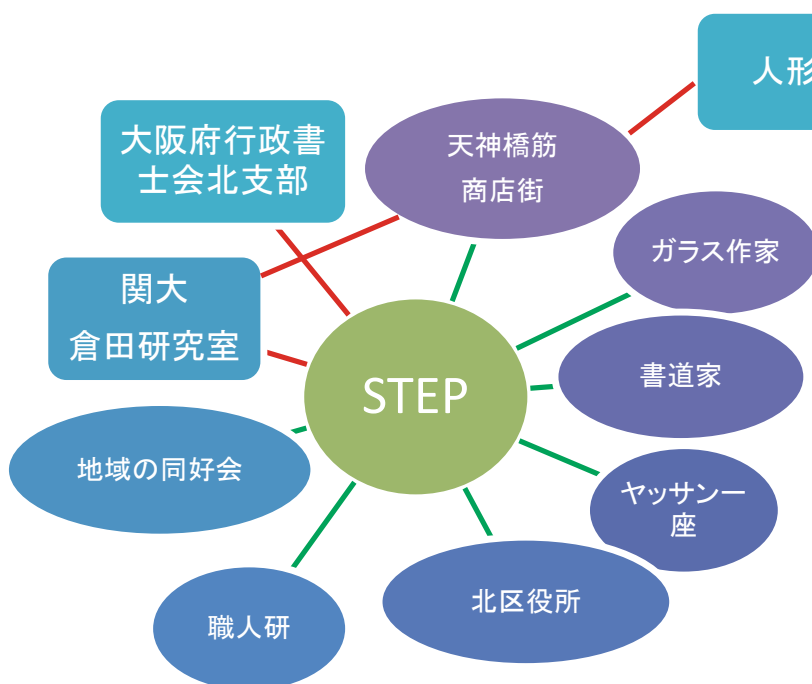 人形
大阪府行政書
士会北支部
天神橋筋
商店街
ガラス作家
関大
倉田研究室
STEP
書道家
地域の同好会
ヤッサン一
座
北区役所
職人研